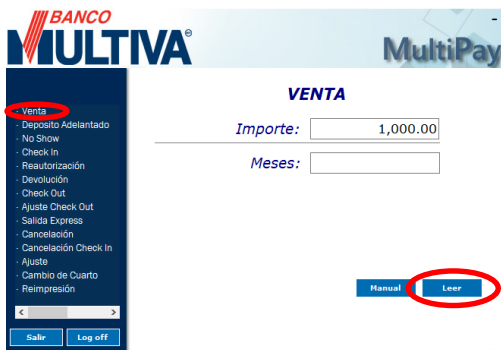 BANCO
MULTIVA®
MultiPay
VENTA
· Venta
· Deposito Adelantado
· No Show
· Check In
· Reautorización
· Devolución
· Check Out
· Ajuste Check Out
· Salida Express
· Cancelación
· Cancelación Check In
· Ajuste
· Cambio de Cuarto
· Reimpresión
Importe: 1,000.00
Meses:
Manual Leer
Salir Log off